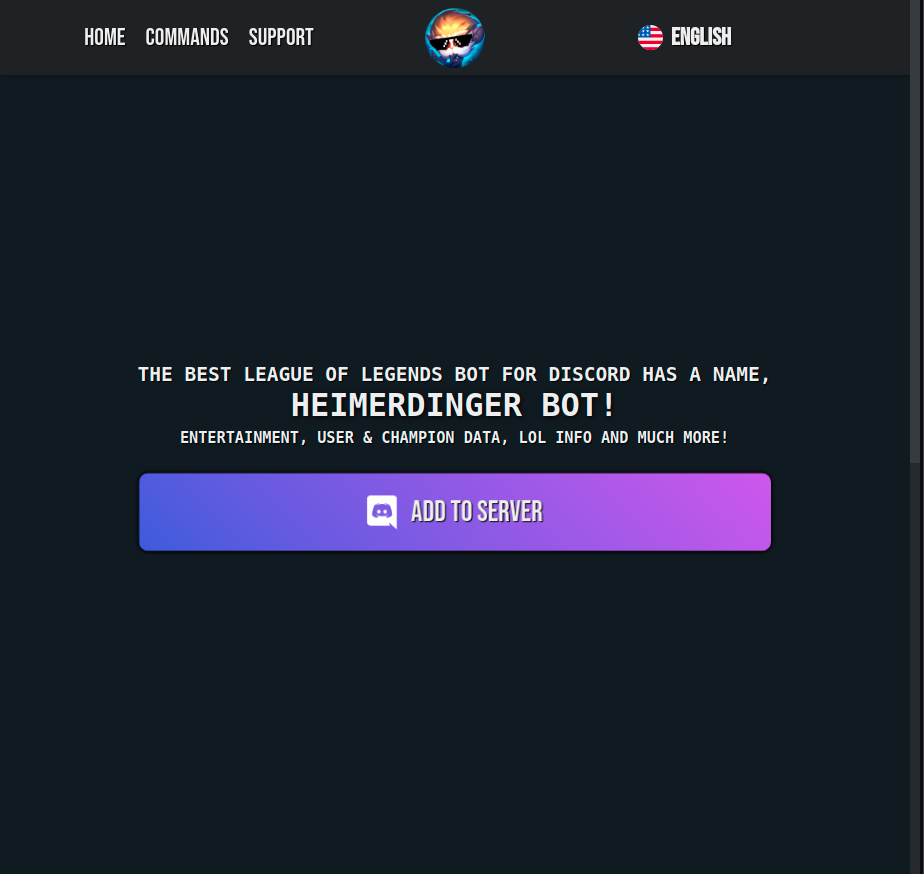 HOME COMMANDS SUPPORT ENGLISH
THE BEST LEAGUE OF LEGENDS BOT FOR DISCORD HAS A NAME,
HEIMERDINGER BOT!
ENTERTAINMENT, USER & CHAMPION DATA, LOL INFO AND MUCH MORE!
ADD TO SERVER